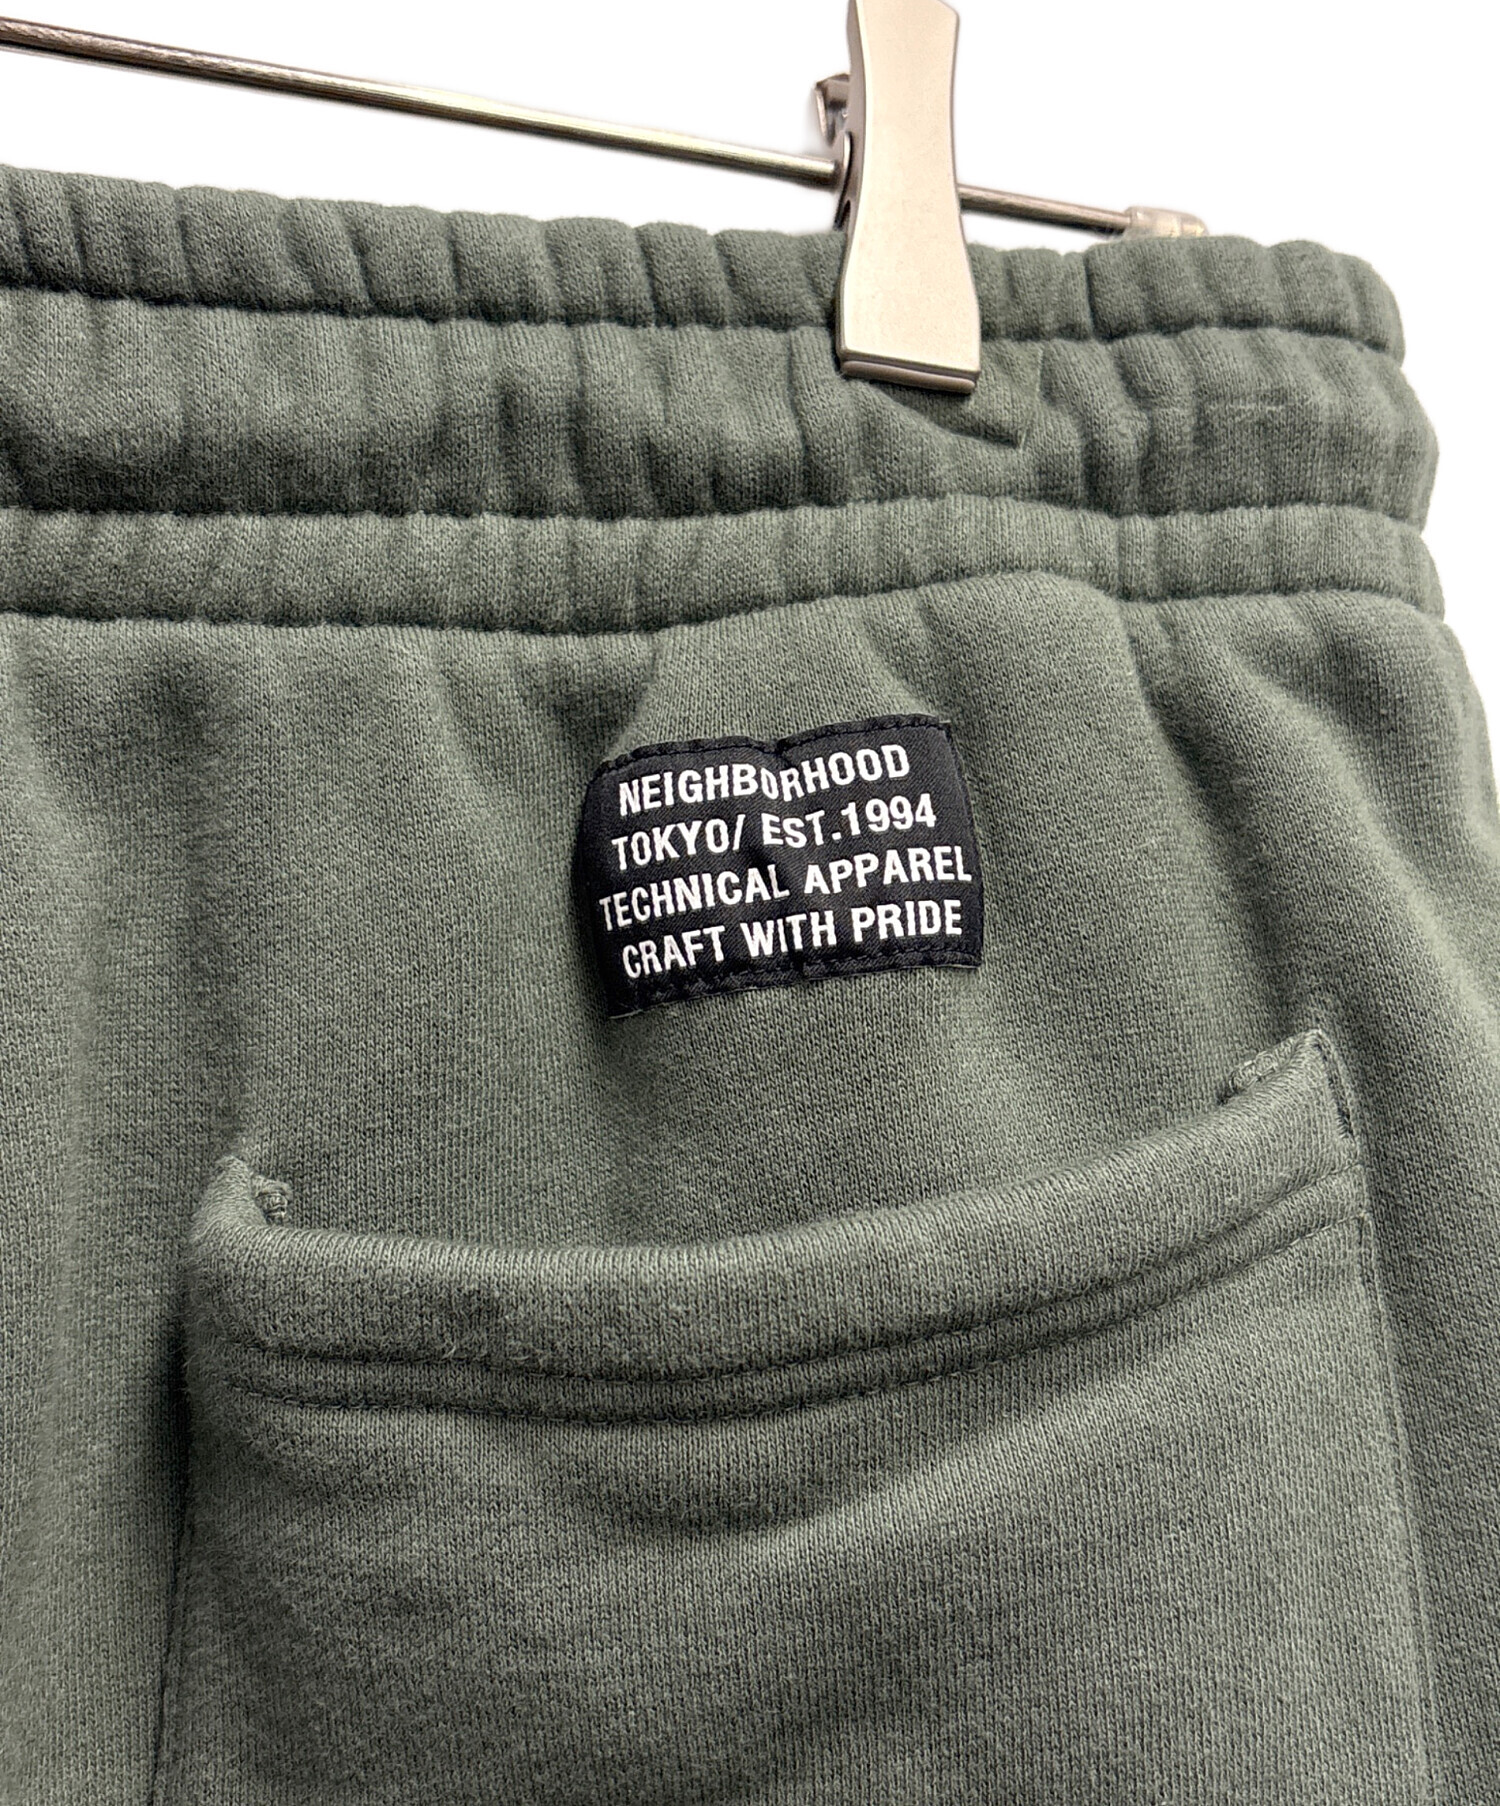 NEIGHBORHOOD
TOKYO/ EST.1994
TECHNICAL APPAREL
CRAFT WITH PRIDE